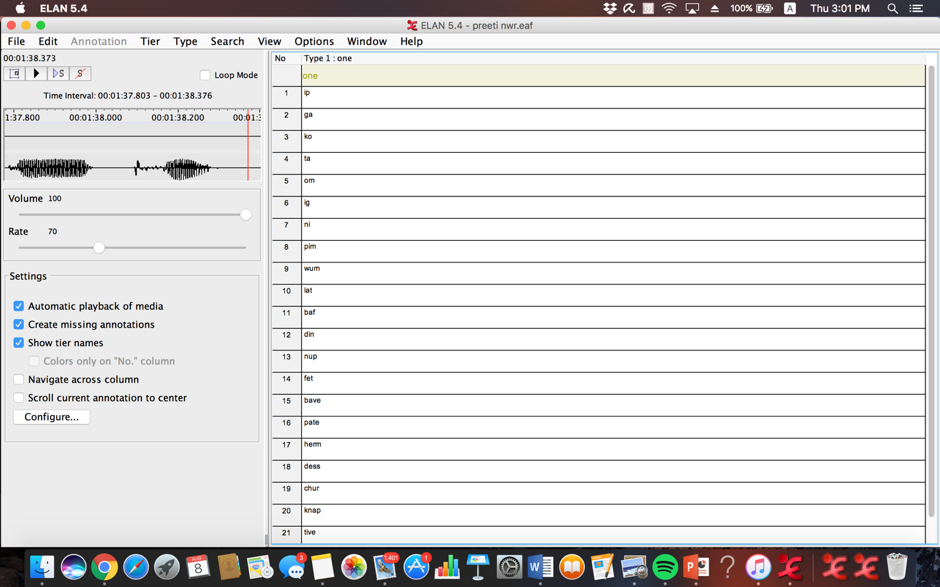 ELAN 5.4
100%
A
Thu 3:01 PM
ELAN 5.4 - preeti nwr.eaf
File Edit Annotation Tier Type Search View Options Window Help
00:01:38.373
S S
Loop Mode
Time Interval: 00:01:37.803 - 00:01:38.376
1:37.800 00:01:38.000 00:01:38.200 00:01:3
Volume 100
Rate 70
Settings
Automatic playback of media
Create missing annotations
Show tier names
Colors only on "No." column
Navigate across column
Scroll current annotation to center
Configure...
No Type 1 : one
one
1 ip
2 ga
3 ko
4 ta
5 om
6 ig
7 ni
8 pim
9 wum
10 lat
11 baf
12 din
13 nup
14 fet
15 bave
16 pate
17 herm
18 dess
19 chur
20 knap
21 tive
AUG
8
3
1,401
1
W
P
?